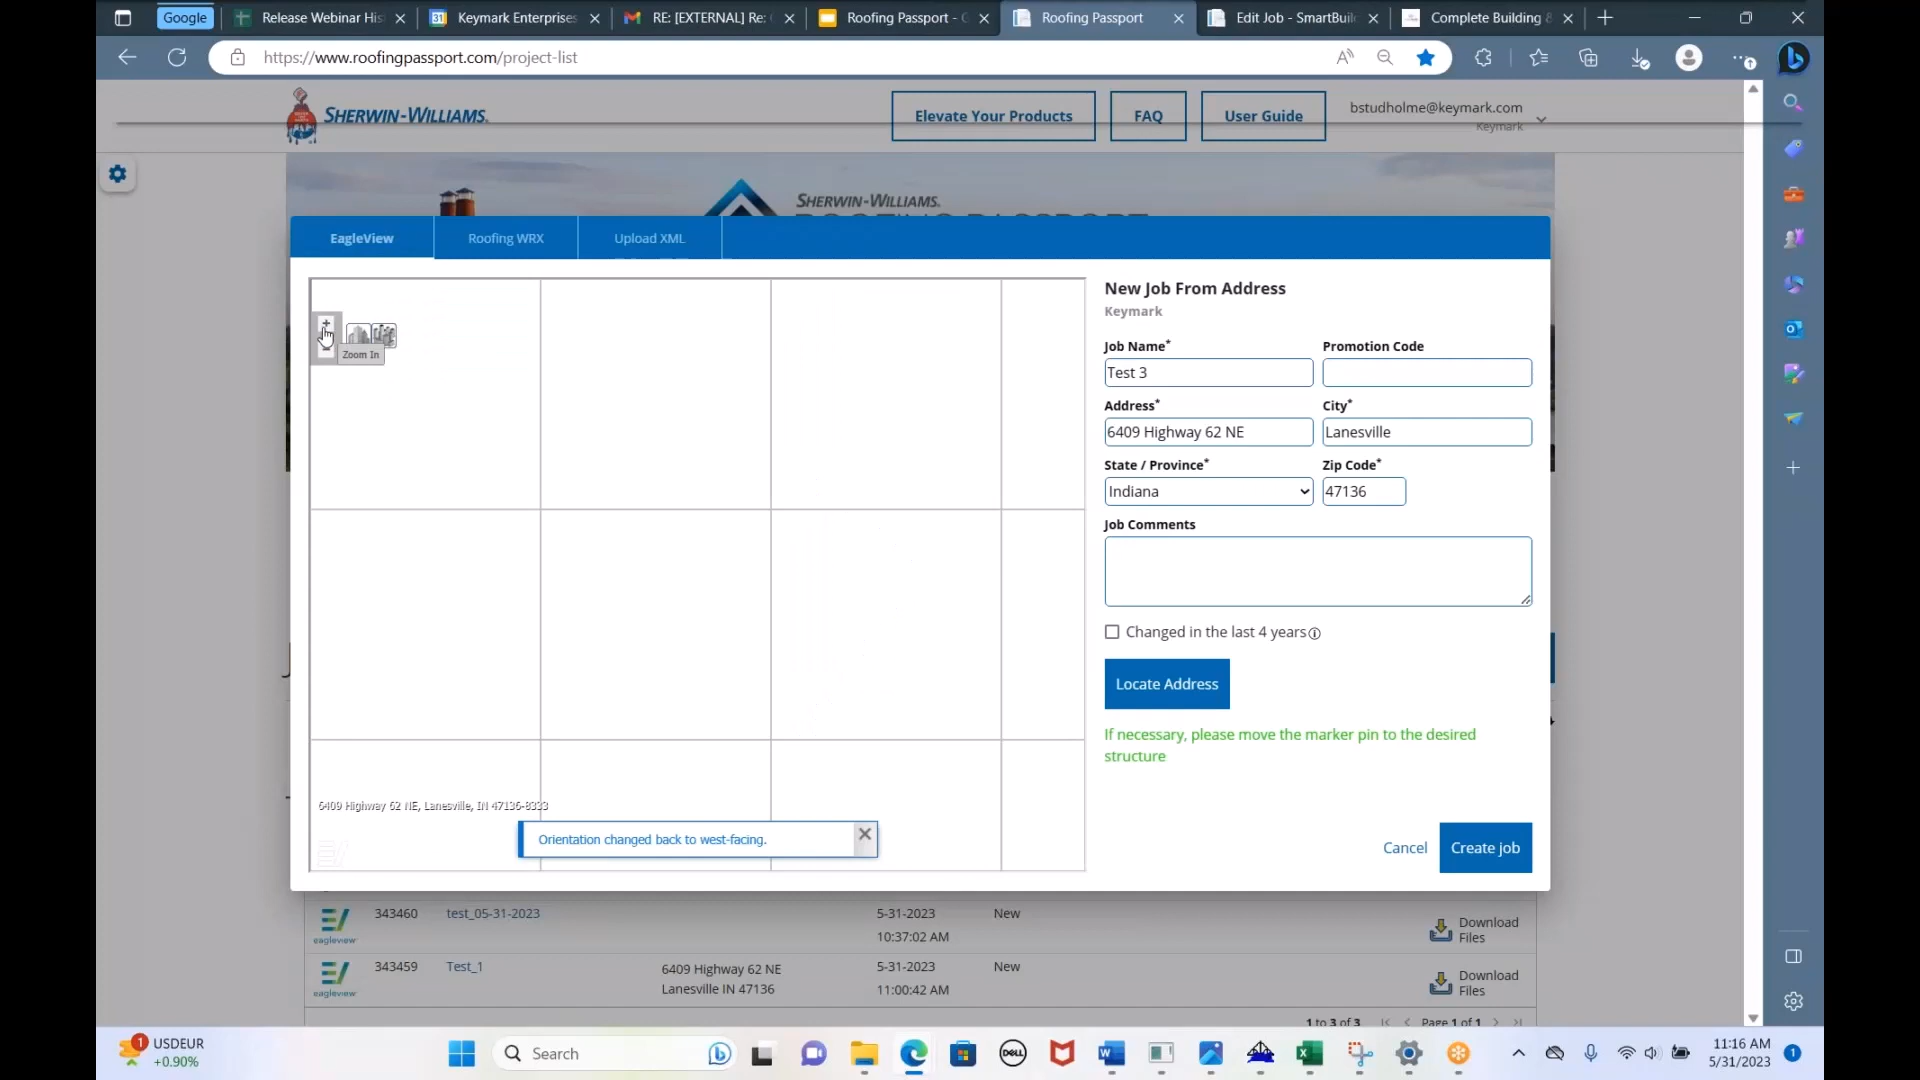 Google
Release Webinar His
Keymark Enterprises
RE: [EXTERNAL] Re: 
Roofing Passport - G
Roofing Passport
Edit Job - SmartBuil
Complete Building &
https://www.roofingpassport.com/project-list
SHERWIN-WILLIAMS.
Elevate Your Products
FAQ
User Guide
bstudholme@keymark.com
Keymark
SHERWIN-WILLIAMS.
ROOFING PASSPORT
EagleView
Roofing WRX
Upload XML
Zoom In
6409 Highway 62 NE, Lanesville, IN 47136-8333
Orientation changed back to west-facing.
New Job From Address
Keymark
Job Name*
Promotion Code
Test 3
Address*
City*
6409 Highway 62 NE
Lanesville
State / Province*
Zip Code*
Indiana
47136
Job Comments
Changed in the last 4 years
Locate Address
If necessary, please move the marker pin to the desired
structure
Cancel
Create job
eagleview
343460
test_05-31-2023
5-31-2023
10:37:02 AM
New
Download
Files
eagleview
343459
Test_1
6409 Highway 62 NE
Lanesville IN 47136
5-31-2023
11:00:42 AM
New
Download
Files
1 to 3 of 3
Page 1 of 1
1
USDEUR
+0.90%
Search
DELL
11:16 AM
5/31/2023
1